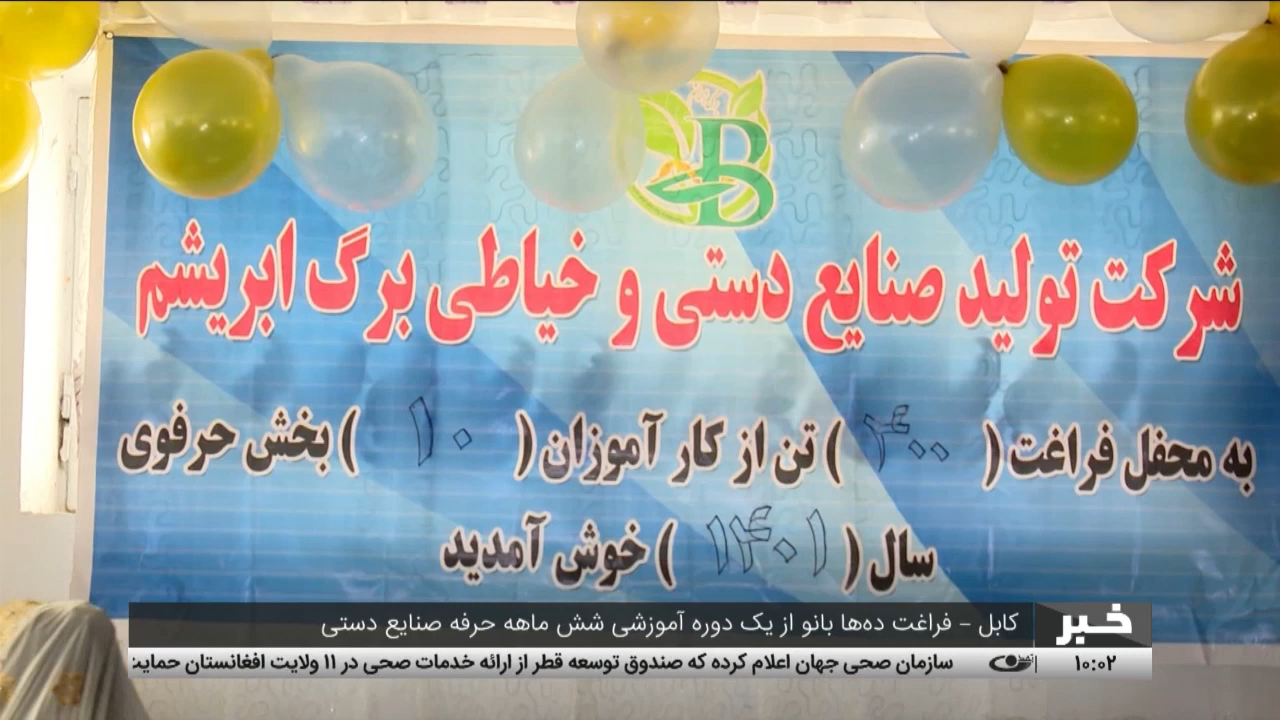 B
شرکت تولید صنایع دستی و خیاطی برگ ابریشم
به محفل فراغت ( ۴۰۰ ) تن از کار آموزان ( ۱۰ ) بخش حرفوی
سال ( ۱۴۰۱ ) خوش آمدید
خبر
کابل - فراغت ده‌ها بانو از یک دوره آموزشی شش ماهه حرفه صنایع دستی
۱۰:۰۲
سازمان صحی جهان اعلام کرده که صندوق توسعه قطر از ارائه خدمات صحی در ۱۱ ولایت افغانستان حمایت